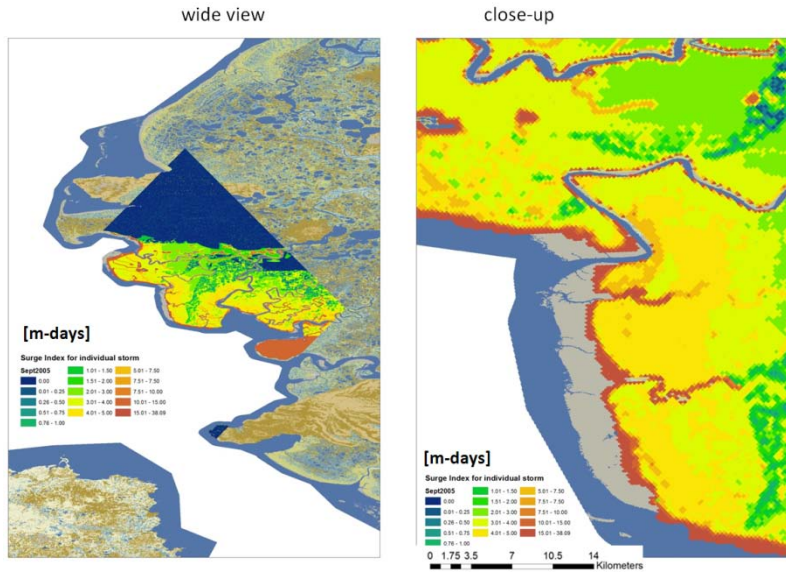 wide view
close-up
[m-days]
Surge Index for individual storm
Sept2005
0.00
0.01 - 0.25
0.26 - 0.50
0.51 - 0.75
0.76 - 1.00
1.01 - 1.50
1.51 - 2.00
2.01 - 3.00
3.01 - 4.00
4.01 - 5.00
5.01 - 7.50
7.51 - 7.50
7.51 - 10.00
10.01 - 15.00
15.01 - 38.09
[m-days]
Surge Index for individual storm
Sept2005
0.00
0.01 - 0.25
0.26 - 0.50
0.51 - 0.75
0.76 - 1.00
1.01 - 1.50
1.51 - 2.00
2.01 - 3.00
3.01 - 4.00
4.01 - 5.00
5.01 - 7.50
7.51 - 7.50
7.51 - 10.00
10.01 - 15.00
15.01 - 38.09
0 1.75 3.5 7 10.5 14
Kilometers